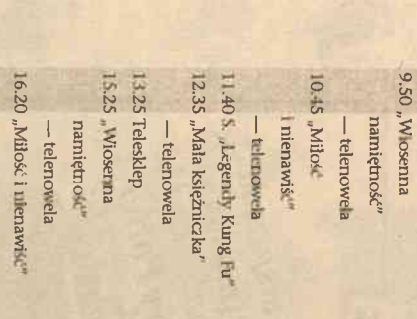 9.50 „Wiosenna
namiętność”
— telenowela
10.45 „Miłość
i nienawiść”
— telenowela
11.40 S. „Legendy Kung Fu”
12.35 „Mała księżniczka”
— telenowela
13.25 Telesklep
15.25 „Wiosenna
namiętność”
— telenowela
16.20 „Miłość i nienawiść”